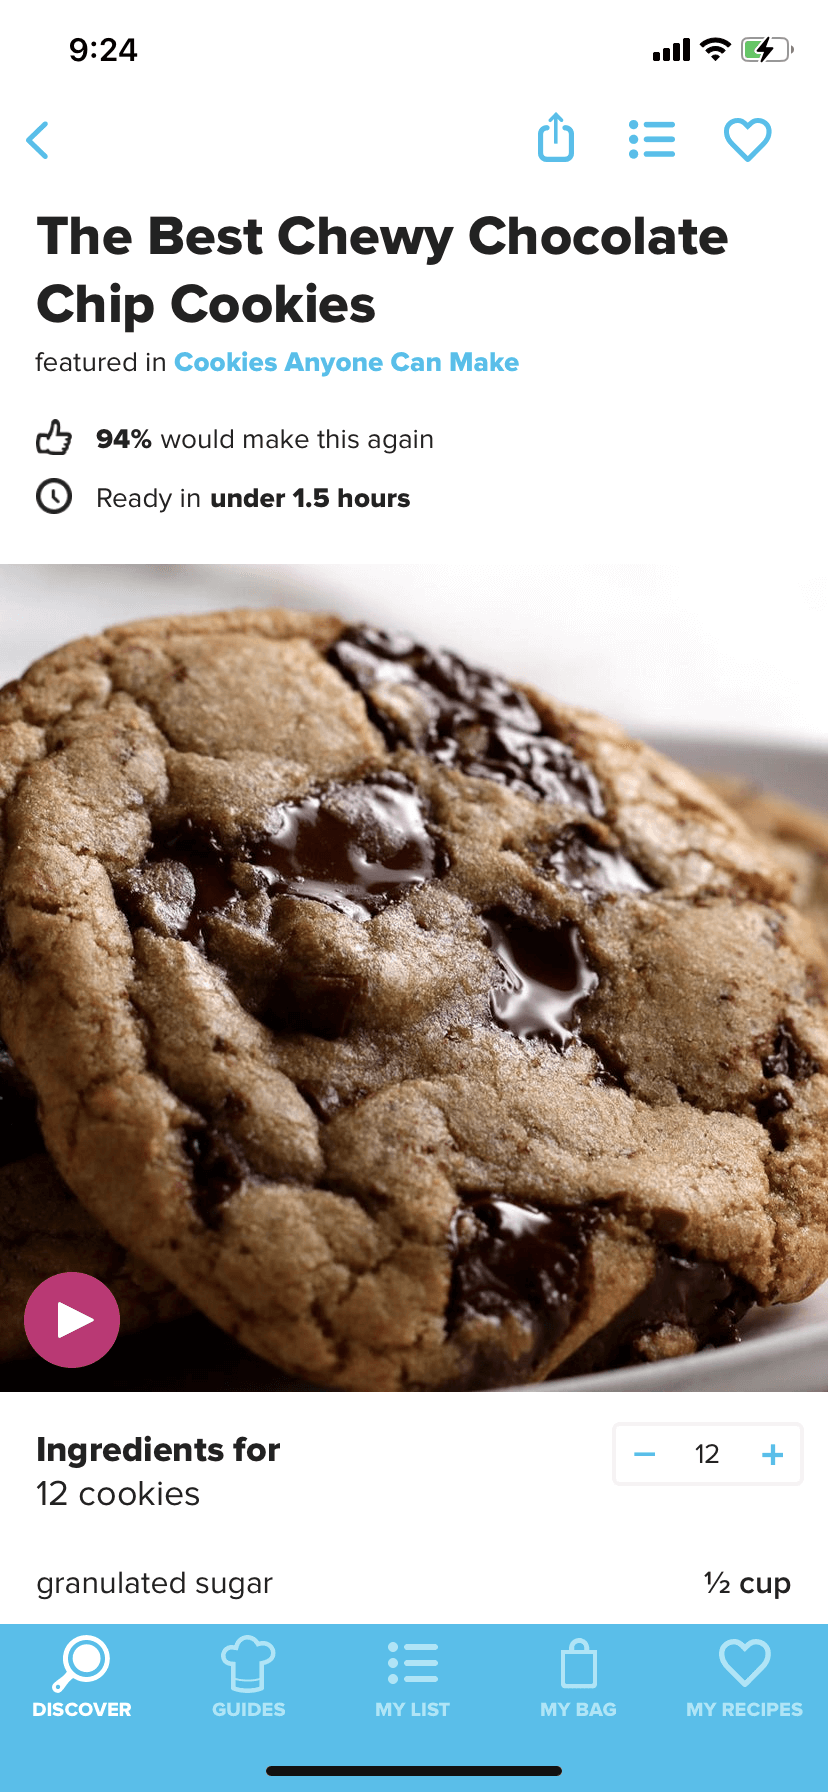 9:24
The Best Chewy Chocolate
Chip Cookies
featured in Cookies Anyone Can Make
94% would make this again
Ready in under 1.5 hours
Ingredients for
12 cookies
− 12 +
granulated sugar ½ cup
DISCOVER GUIDES MY LIST MY BAG MY RECIPES